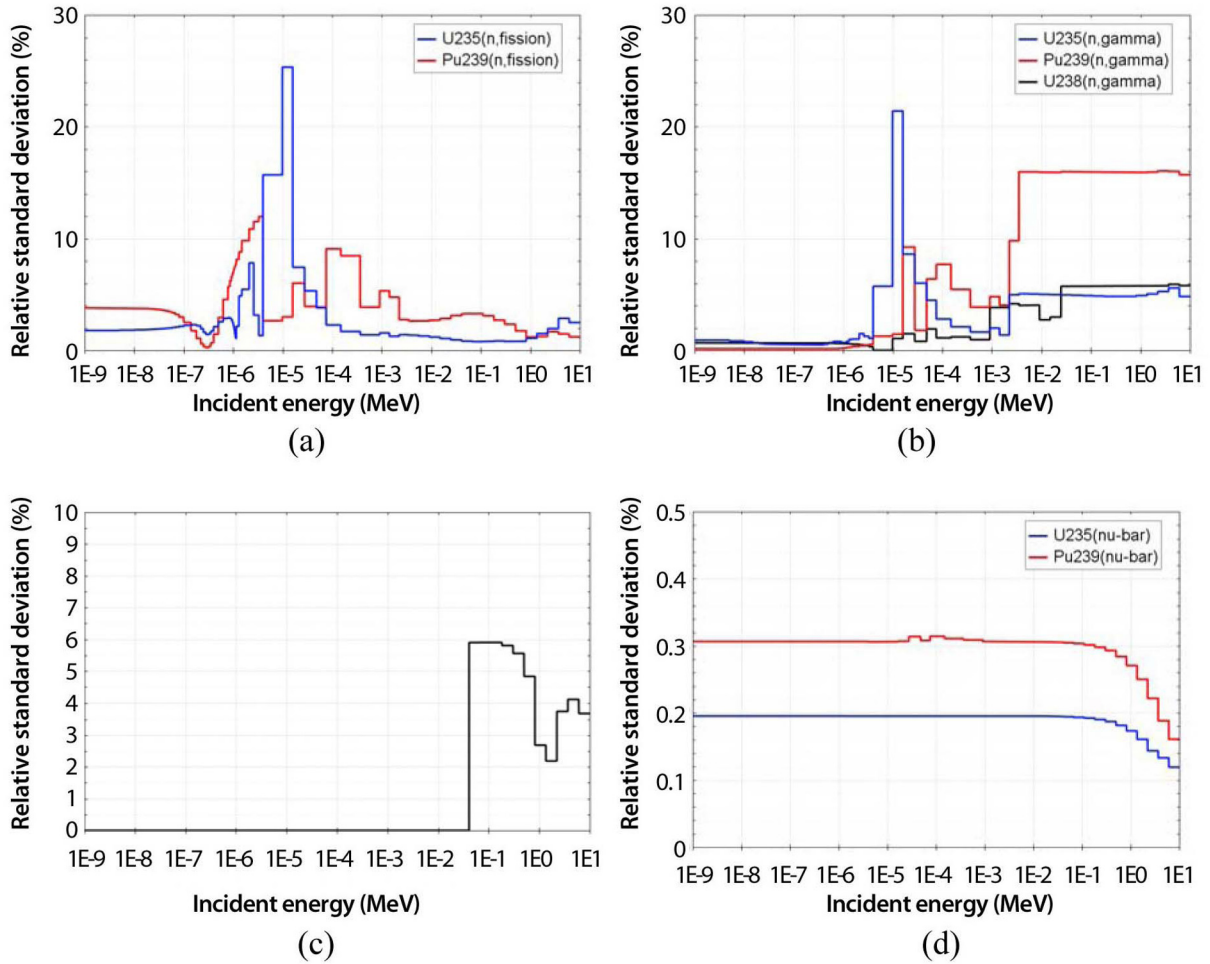 Relative standard deviation (%)
30
20
10
0
U235(n,fission)
Pu239(n,fission)
1E-9 1E-8 1E-7 1E-6 1E-5 1E-4 1E-3 1E-2 1E-1 1E0 1E1
Incident energy (MeV)
(a)
Relative standard deviation (%)
30
20
10
0
U235(n,gamma)
Pu239(n,gamma)
U238(n,gamma)
1E-9 1E-8 1E-7 1E-6 1E-5 1E-4 1E-3 1E-2 1E-1 1E0 1E1
Incident energy (MeV)
(b)
Relative standard deviation (%)
10
9
8
7
6
5
4
3
2
1
0
1E-9 1E-8 1E-7 1E-6 1E-5 1E-4 1E-3 1E-2 1E-1 1E0 1E1
Incident energy (MeV)
(c)
Relative standard deviation (%)
0.5
0.4
0.3
0.2
0.1
0
U235(nu-bar)
Pu239(nu-bar)
1E-9 1E-8 1E-7 1E-6 1E-5 1E-4 1E-3 1E-2 1E-1 1E0 1E1
Incident energy (MeV)
(d)